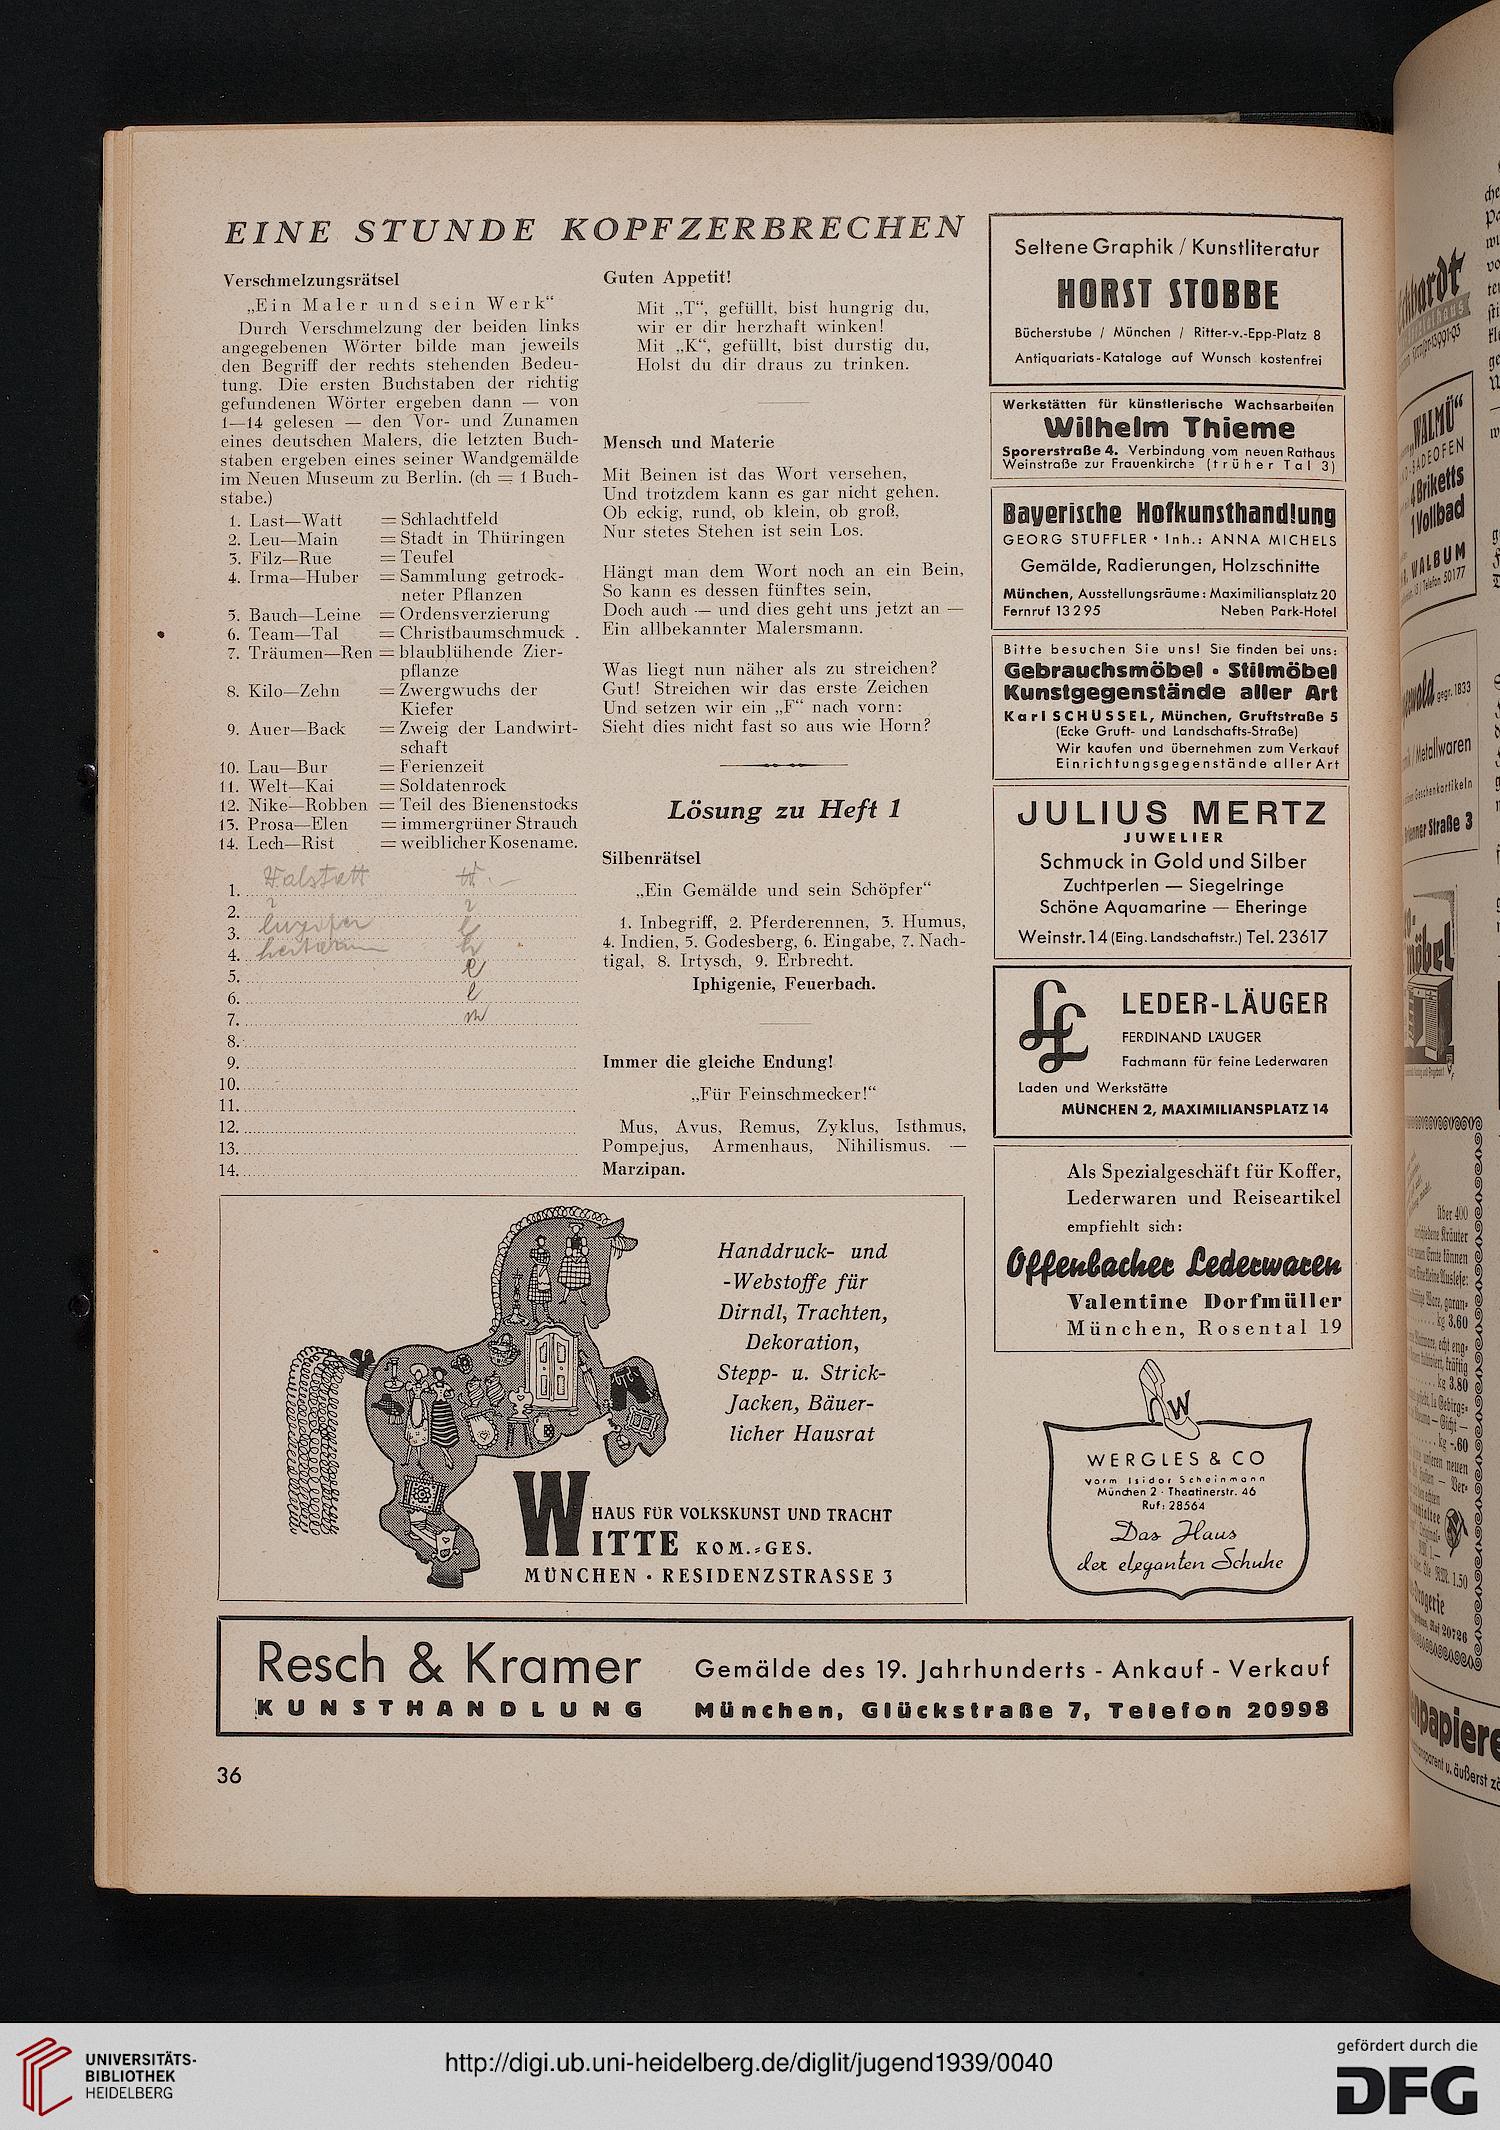 EINE STUNDE KOPFZERBRECHEN
Verschmelzungsrätsel
„Ein Maler und sein Werk“
Durch Verschmelzung der beiden links
angegebenen Wörter bilde man jeweils
den Begriff der rechts stehenden Bedeu-
tung. Die ersten Buchstaben der richtig
gefundenen Wörter ergeben dann — von
1—14 gelesen — den Vor- und Zunamen
eines deutschen Malers, die letzten Buch-
staben ergeben eines seiner Wandgemälde
im Neuen Museum zu Berlin. (ch = 1 Buch-
stabe.)
1. Last—Watt = Schlachtfeld
2. Leu—Main = Stadt in Thüringen
3. Filz—Rue = Teufel
4. Irma—Huber = Sammlung getrock-
neter Pflanzen
5. Bauch—Leine = Ordensverzierung
6. Team—Tal = Christbaumschmuck .
7. Träumen—Ren = blaublühende Zier-
pflanze
8. Kilo—Zehn = Zwergwuchs der
Kiefer
9. Auer—Back = Zweig der Landwirt-
schaft
10. Lau—Bur = Ferienzeit
11. Welt—Kai = Soldatenrock
12. Nike—Robben = Teil des Bienenstocks
13. Prosa—Elen = immergrüner Strauch
14. Lech—Rist = weiblicher Kosename.
1. Walstatt
2.
3. luzifer
4.
5.
6.
7.
8.
9.
10.
11.
12.
13.
14.
Guten Appetit!
Mit „T“, gefüllt, bist hungrig du,
wir er dir herzhaft winken!
Mit „K“, gefüllt, bist durstig du,
Holst du dir draus zu trinken.
Mensch und Materie
Mit Beinen ist das Wort versehen,
Und trotzdem kann es gar nicht gehen.
Ob eckig, rund, ob klein, ob groß,
Nur stetes Stehen ist sein Los.
Hängt man dem Wort noch an ein Bein,
So kann es dessen fünftes sein,
Doch auch — und dies geht uns jetzt an —
Ein allbekannter Malersmann.
Was liegt nun näher als zu streichen?
Gut! Streichen wir das erste Zeichen
Und setzen wir ein „F“ nach vorn:
Sieht dies nicht fast so aus wie Horn?
Lösung zu Heft 1
Silbenrätsel
„Ein Gemälde und sein Schöpfer“
1. Inbegriff, 2. Pferderennen, 3. Humus,
4. Indien, 5. Godesberg, 6. Eingabe, 7. Nach-
tigal, 8. Irtysch, 9. Erbrecht.
Iphigenie, Feuerbach.
Immer die gleiche Endung!
„Für Feinschmecker!“
Mus, Avus, Remus, Zyklus, Isthmus,
Pompejus, Armenhaus, Nihilismus. —
Marzipan.
Handdruck- und
-Webstoffe für
Dirndl, Trachten,
Dekoration,
Stepp- u. Strick-
Jacken, Bäuer-
licher Hausrat
HAUS FÜR VOLKSKUNST UND TRACHT
WITTE KOM.=GES.
MÜNCHEN · RESIDENZSTRASSE 3
Seltene Graphik / Kunstliteratur
HORST STOBBE
Bücherstube / München / Ritter-v.-Epp-Platz 8
Antiquariats-Kataloge auf Wunsch kostenfrei
Werkstätten für künstlerische Wachsarbeiten
Wilhelm Thieme
Sporerstraße 4. Verbindung vom neuen Rathaus
Weinstraße zur Frauenkirche (früher Tal 3)
Bayerische Hofkunsthandlung
GEORG STUFFLER • Inh.: ANNA MICHELS
Gemälde, Radierungen, Holzschnitte
München, Ausstellungsräume: Maximiliansplatz 20
Fernruf 13295 Neben Park-Hotel
Bitte besuchen Sie uns! Sie finden bei uns:
Gebrauchsmöbel • Stilmöbel
Kunstgegenstände aller Art
Karl SCHÜSSEL, München, Gruftstraße 5
(Ecke Gruft- und Landschafts-Straße)
Wir kaufen und übernehmen zum Verkauf
Einrichtungsgegenstände aller Art
JULIUS MERTZ
JUWELIER
Schmuck in Gold und Silber
Zuchtperlen — Siegelringe
Schöne Aquamarine — Eheringe
Weinstr. 14 (Eing. Landschaftstr.) Tel. 23617
LEDER-LÄUGER
FERDINAND LÄUGER
Fachmann für feine Lederwaren
Laden und Werkstätte
MÜNCHEN 2, MAXIMILIANSPLATZ 14
Als Spezialgeschäft für Koffer,
Lederwaren und Reiseartikel
empfiehlt sich:
Offenbacher Lederwaren
Valentine Dorfmüller
München, Rosental 19
W
WERGLES & CO
vorm Isidor Scheinmann
München 2 · Theatinerstr. 46
Ruf: 28564
Das Haus
der eleganten Schuhe
Resch & Kramer
KUNSTHANDLUNG
Gemälde des 19. Jahrhunderts - Ankauf - Verkauf
München, Glückstraße 7, Telefon 20998
36
UNIVERSITÄTS-
BIBLIOTHEK
HEIDELBERG
http://digi.ub.uni-heidelberg.de/diglit/jugend1939/0040
gefördert durch die
DFG